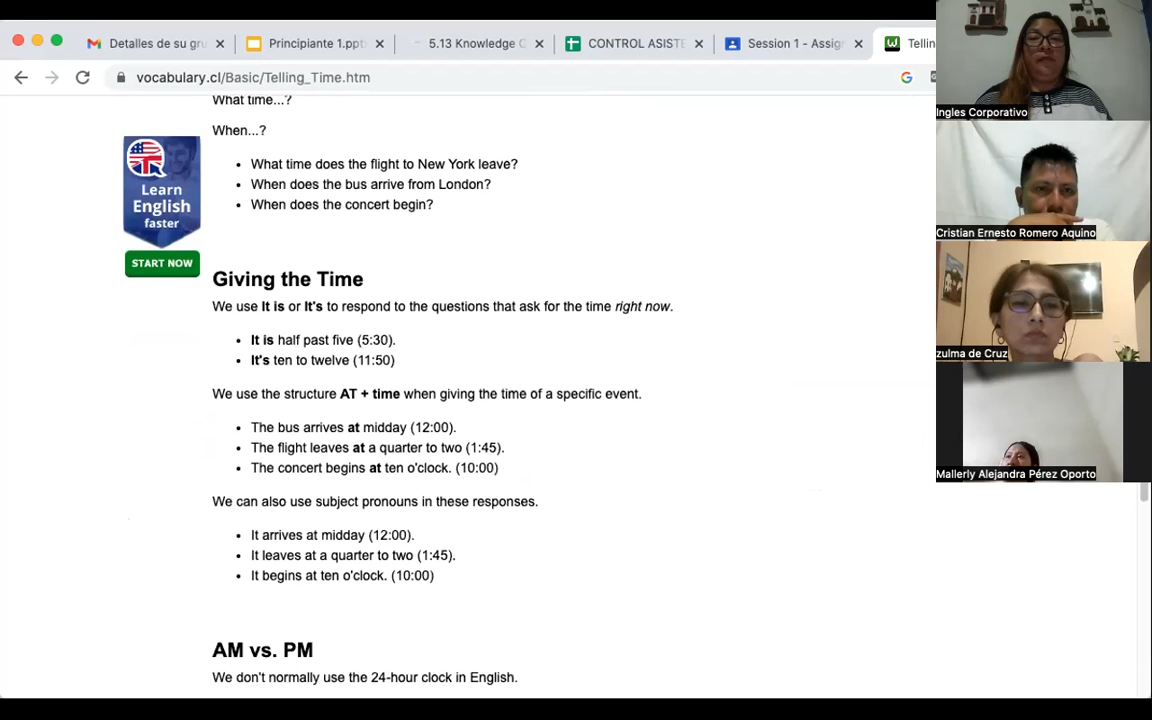 Detalles de su gru
Principiante 1.ppt
5.13 Knowledge
CONTROL ASISTE
Session 1 - Assig
Tellin
vocabulary.cl/Basic/Telling_Time.htm
What time...?
When...?
Learn
English
faster
START NOW
• What time does the flight to New York leave?
• When does the bus arrive from London?
• When does the concert begin?
Giving the Time
We use It is or It's to respond to the questions that ask for the time right now.
• It is half past five (5:30).
• It's ten to twelve (11:50)
We use the structure AT + time when giving the time of a specific event.
• The bus arrives at midday (12:00).
• The flight leaves at a quarter to two (1:45).
• The concert begins at ten o'clock. (10:00)
We can also use subject pronouns in these responses.
• It arrives at midday (12:00).
• It leaves at a quarter to two (1:45).
• It begins at ten o'clock. (10:00)
AM vs. PM
We don't normally use the 24-hour clock in English.
Ingles Corporativo
Cristian Ernesto Romero Aquino
zulma de Cruz
Mallerly Alejandra Pérez Oporto